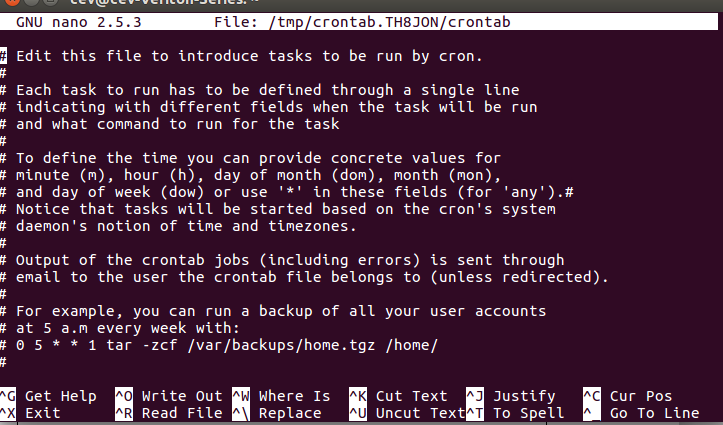 cev@cev-Veriton-Series: ~
GNU nano 2.5.3 File: /tmp/crontab.TH8JON/crontab
# Edit this file to introduce tasks to be run by cron.
#
# Each task to run has to be defined through a single line
# indicating with different fields when the task will be run
# and what command to run for the task
#
# To define the time you can provide concrete values for
# minute (m), hour (h), day of month (dom), month (mon),
# and day of week (dow) or use '*' in these fields (for 'any').#
# Notice that tasks will be started based on the cron's system
# daemon's notion of time and timezones.
#
# Output of the crontab jobs (including errors) is sent through
# email to the user the crontab file belongs to (unless redirected).
#
# For example, you can run a backup of all your user accounts
# at 5 a.m every week with:
# 0 5 * * 1 tar -zcf /var/backups/home.tgz /home/
#
^G Get Help ^O Write Out ^W Where Is ^K Cut Text ^J Justify ^C Cur Pos
^X Exit ^R Read File ^\ Replace ^U Uncut Text ^T To Spell ^_ Go To Line